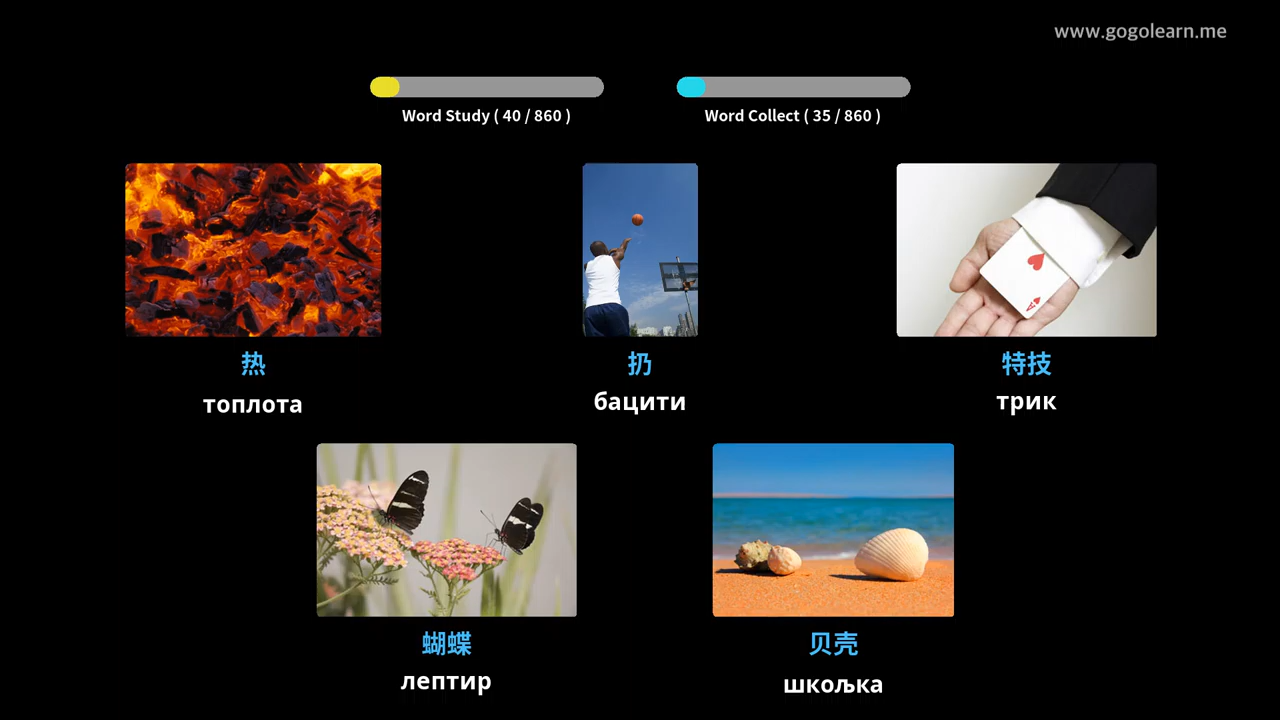 www.gogolearn.me
Word Study ( 40 / 860 )
Word Collect ( 35 / 860 )
热
топлота
扔
бацити
特技
трик
蝴蝶
лептир
贝壳
шкољка